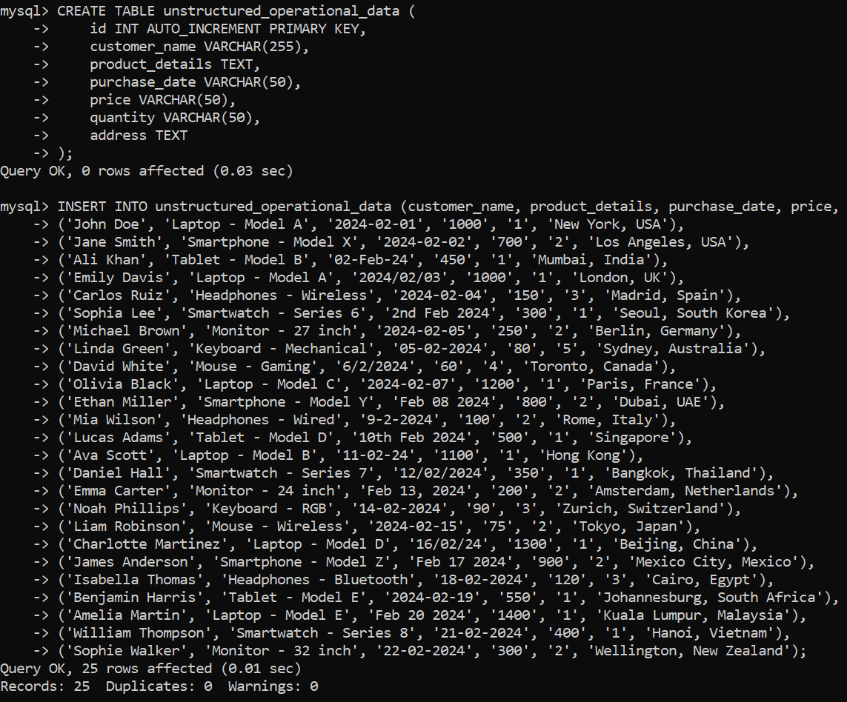 mysql> CREATE TABLE unstructured_operational_data (
    ->     id INT AUTO_INCREMENT PRIMARY KEY,
    ->     customer_name VARCHAR(255),
    ->     product_details TEXT,
    ->     purchase_date VARCHAR(50),
    ->     price VARCHAR(50),
    ->     quantity VARCHAR(50),
    ->     address TEXT
    -> );
Query OK, 0 rows affected (0.03 sec)

mysql> INSERT INTO unstructured_operational_data (customer_name, product_details, purchase_date, price,
    -> ('John Doe', 'Laptop - Model A', '2024-02-01', '1000', '1', 'New York, USA'),
    -> ('Jane Smith', 'Smartphone - Model X', '2024-02-02', '700', '2', 'Los Angeles, USA'),
    -> ('Ali Khan', 'Tablet - Model B', '02-Feb-24', '450', '1', 'Mumbai, India'),
    -> ('Emily Davis', 'Laptop - Model A', '2024/02/03', '1000', '1', 'London, UK'),
    -> ('Carlos Ruiz', 'Headphones - Wireless', '2024-02-04', '150', '3', 'Madrid, Spain'),
    -> ('Sophia Lee', 'Smartwatch - Series 6', '2nd Feb 2024', '300', '1', 'Seoul, South Korea'),
    -> ('Michael Brown', 'Monitor - 27 inch', '2024-02-05', '250', '2', 'Berlin, Germany'),
    -> ('Linda Green', 'Keyboard - Mechanical', '05-02-2024', '80', '5', 'Sydney, Australia'),
    -> ('David White', 'Mouse - Gaming', '6/2/2024', '60', '4', 'Toronto, Canada'),
    -> ('Olivia Black', 'Laptop - Model C', '2024-02-07', '1200', '1', 'Paris, France'),
    -> ('Ethan Miller', 'Smartphone - Model Y', 'Feb 08 2024', '800', '2', 'Dubai, UAE'),
    -> ('Mia Wilson', 'Headphones - Wired', '9-2-2024', '100', '2', 'Rome, Italy'),
    -> ('Lucas Adams', 'Tablet - Model D', '10th Feb 2024', '500', '1', 'Singapore'),
    -> ('Ava Scott', 'Laptop - Model B', '11-02-24', '1100', '1', 'Hong Kong'),
    -> ('Daniel Hall', 'Smartwatch - Series 7', '12/02/2024', '350', '1', 'Bangkok, Thailand'),
    -> ('Emma Carter', 'Monitor - 24 inch', 'Feb 13, 2024', '200', '2', 'Amsterdam, Netherlands'),
    -> ('Noah Phillips', 'Keyboard - RGB', '14-02-2024', '90', '3', 'Zurich, Switzerland'),
    -> ('Liam Robinson', 'Mouse - Wireless', '2024-02-15', '75', '2', 'Tokyo, Japan'),
    -> ('Charlotte Martinez', 'Laptop - Model D', '16/02/24', '1300', '1', 'Beijing, China'),
    -> ('James Anderson', 'Smartphone - Model Z', 'Feb 17 2024', '900', '2', 'Mexico City, Mexico'),
    -> ('Isabella Thomas', 'Headphones - Bluetooth', '18-02-2024', '120', '3', 'Cairo, Egypt'),
    -> ('Benjamin Harris', 'Tablet - Model E', '2024-02-19', '550', '1', 'Johannesburg, South Africa'),
    -> ('Amelia Martin', 'Laptop - Model E', 'Feb 20 2024', '1400', '1', 'Kuala Lumpur, Malaysia'),
    -> ('William Thompson', 'Smartwatch - Series 8', '21-02-2024', '400', '1', 'Hanoi, Vietnam'),
    -> ('Sophie Walker', 'Monitor - 32 inch', '22-02-2024', '300', '2', 'Wellington, New Zealand');
Query OK, 25 rows affected (0.01 sec)
Records: 25  Duplicates: 0  Warnings: 0